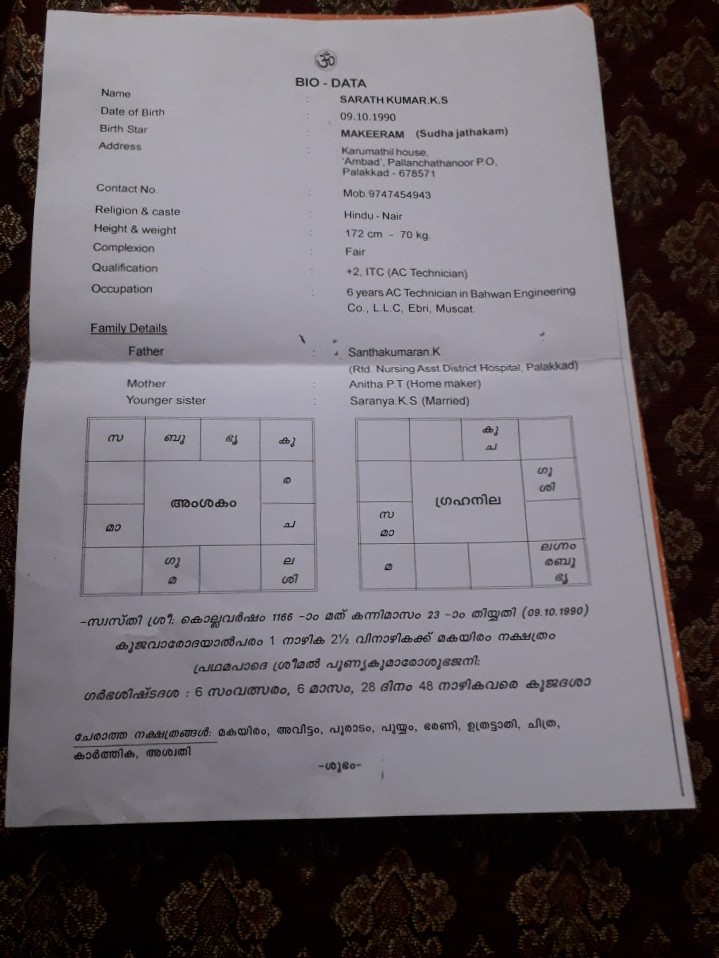 ॐ
BIO - DATA
Name : SARATH KUMAR.K.S
Date of Birth : 09.10.1990
Birth Star : MAKEERAM (Sudha jathakam)
Address : Karumathil house,
'Ambad', Pallanchathanoor P.O,
Palakkad - 678571
Contact No. : Mob.9747454943
Religion & caste : Hindu - Nair
Height & weight : 172 cm - 70 kg.
Complexion : Fair
Qualification : +2, ITC (AC Technician)
Occupation : 6 years AC Technician in Bahwan Engineering
Co., L.L.C, Ebri, Muscat.
Family Details
Father : Santhakumaran.K
(Rtd. Nursing Asst.District Hospital, Palakkad)
Mother : Anitha P.T (Home maker)
Younger sister : Saranya.K.S (Married)
സ ബു ഭൃ കു
ര
അംശകം
മാ ച
ഗു ല
മ ശി
കു
ച
ഗു
ശി
ഗ്രഹനില
സ
മാ
മ ലഗ്നം
രബു
ഭൃ
-സ്വസ്തി ശ്രീ: കൊല്ലവർഷം 1166 -ാം മത് കന്നിമാസം 23 -ാം തിയ്യതി (09.10.1990)
കുജവാരോദയാൽപരം 1 നാഴിക 2½ വിനാഴികക്ക് മകയിരം നക്ഷത്രം
പ്രഥമപാദെ ശ്രീമൽ പുണ്യകുമാരോശുഭജനി:
ഗർഭശിഷ്ടദശ : 6 സംവത്സരം, 6 മാസം, 28 ദിനം 48 നാഴികവരെ കുജദശാ
ചേരാത്ത നക്ഷത്രങ്ങൾ: മകയിരം, അവിട്ടം, പൂരാടം, പൂയ്യം, ഭരണി, ഉത്രട്ടാതി, ചിത്ര,
കാർത്തിക, അശ്വതി
-ശുഭം-